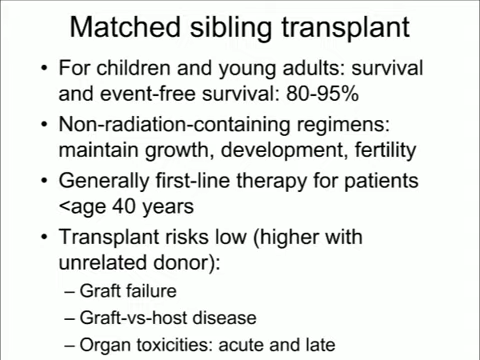 Matched sibling transplant
• For children and young adults: survival
and event-free survival: 80-95%
• Non-radiation-containing regimens:
maintain growth, development, fertility
• Generally first-line therapy for patients
<age 40 years
• Transplant risks low (higher with
unrelated donor):
– Graft failure
– Graft-vs-host disease
– Organ toxicities: acute and late